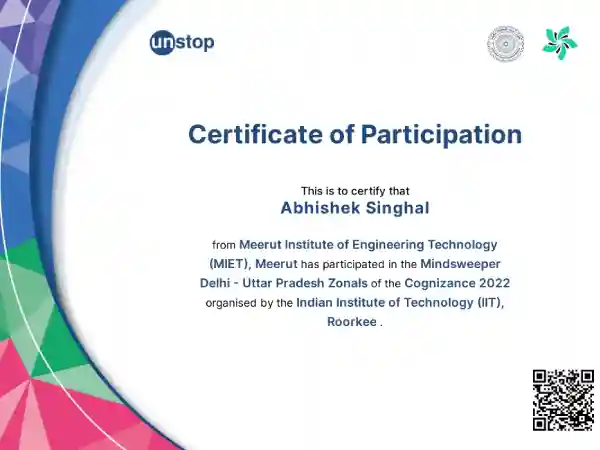 unstop
Certificate of Participation
This is to certify that
Abhishek Singhal
from Meerut Institute of Engineering Technology
(MIET), Meerut has participated in the Mindsweeper
Delhi - Uttar Pradesh Zonals of the Cognizance 2022
organised by the Indian Institute of Technology (IIT),
Roorkee .